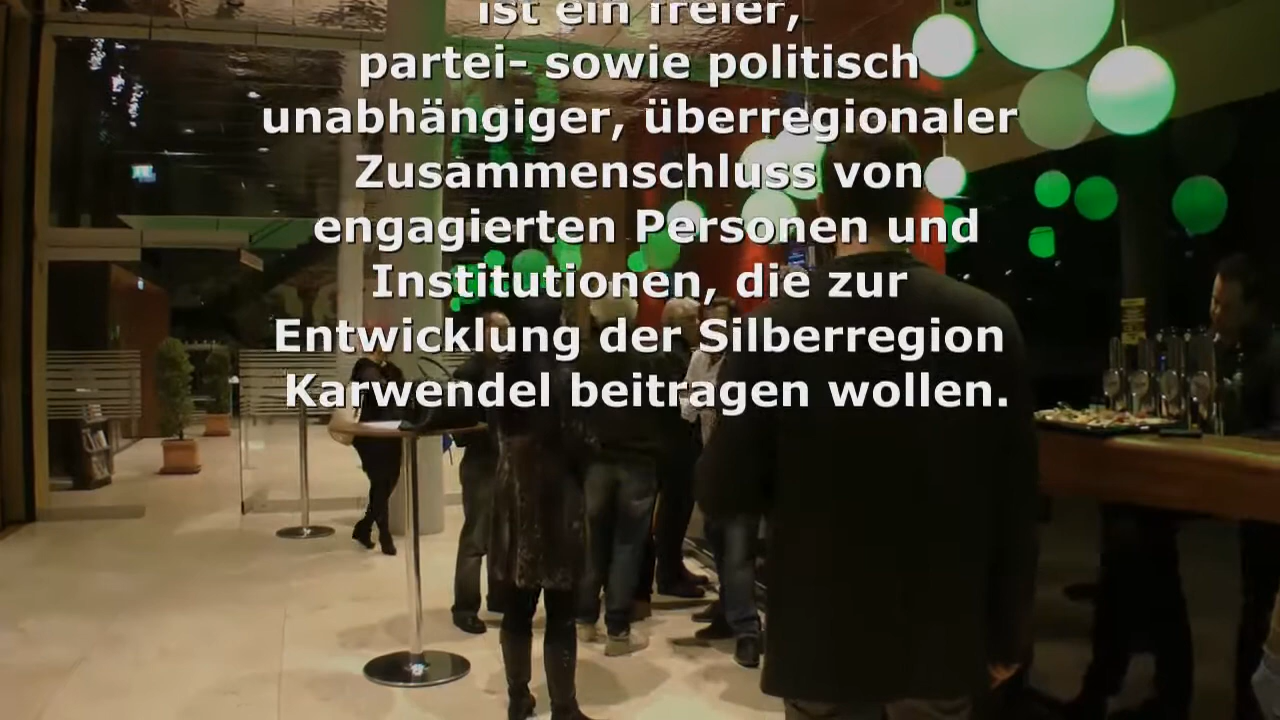 ist ein freier,
partei- sowie politisch
unabhängiger, überregionaler
Zusammenschluss von
engagierten Personen und
Institutionen, die zur
Entwicklung der Silberregion
Karwendel beitragen wollen.